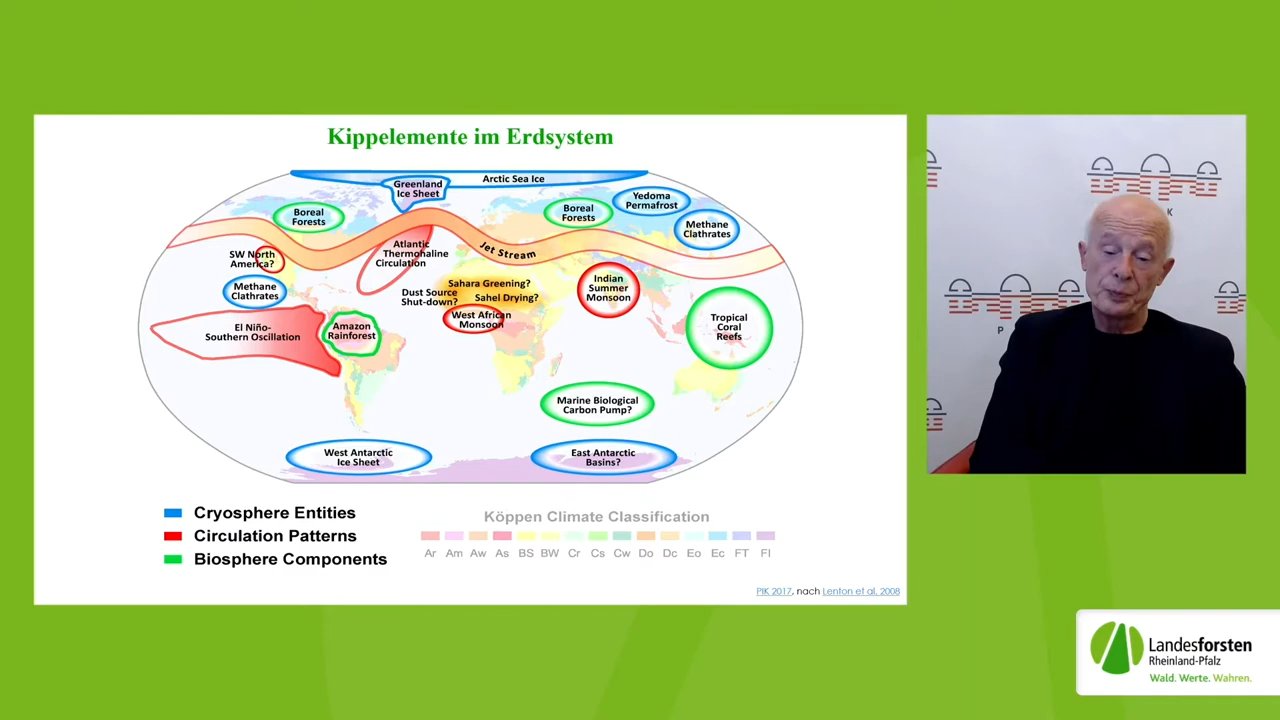 Kippelemente im Erdsystem
Arctic Sea Ice
Greenland
Ice Sheet
Yedoma
Permafrost
Boreal
Forests
Boreal
Forests
Methane
Clathrates
Jet Stream
Atlantic
Thermohaline
Circulation
SW North
America?
Methane
Clathrates
Sahara Greening?
Dust Source
Shut-down?
Sahel Drying?
Indian
Summer
Monsoon
West African
Monsoon
El Niño-
Southern Oscillation
Amazon
Rainforest
Tropical
Coral
Reefs
Marine Biological
Carbon Pump?
West Antarctic
Ice Sheet
East Antarctic
Basins?
Cryosphere Entities
Circulation Patterns
Biosphere Components
Köppen Climate Classification
Ar Am Aw As BS BW Cr Cs Cw Do Dc Eo Ec FT FI
PIK 2017, nach Lenton et al. 2008
K
P
Landesforsten
Rheinland-Pfalz
Wald. Werte. Wahren.